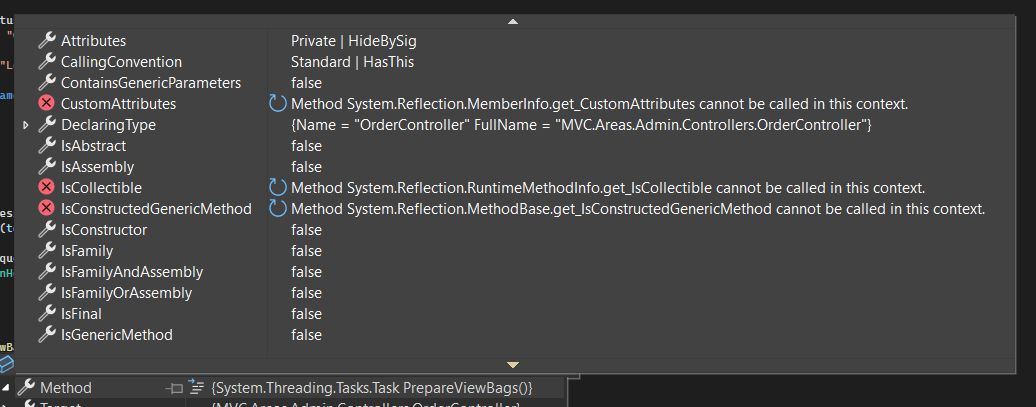 Attributes Private | HideBySig
CallingConvention Standard | HasThis
ContainsGenericParameters false
CustomAttributes Method System.Reflection.MemberInfo.get_CustomAttributes cannot be called in this context.
DeclaringType {Name = "OrderController" FullName = "MVC.Areas.Admin.Controllers.OrderController"}
IsAbstract false
IsAssembly false
IsCollectible Method System.Reflection.RuntimeMethodInfo.get_IsCollectible cannot be called in this context.
IsConstructedGenericMethod Method System.Reflection.MethodBase.get_IsConstructedGenericMethod cannot be called in this context.
IsConstructor false
IsFamily false
IsFamilyAndAssembly false
IsFamilyOrAssembly false
IsFinal false
IsGenericMethod false
Method {System.Threading.Tasks.Task PrepareViewBags()}